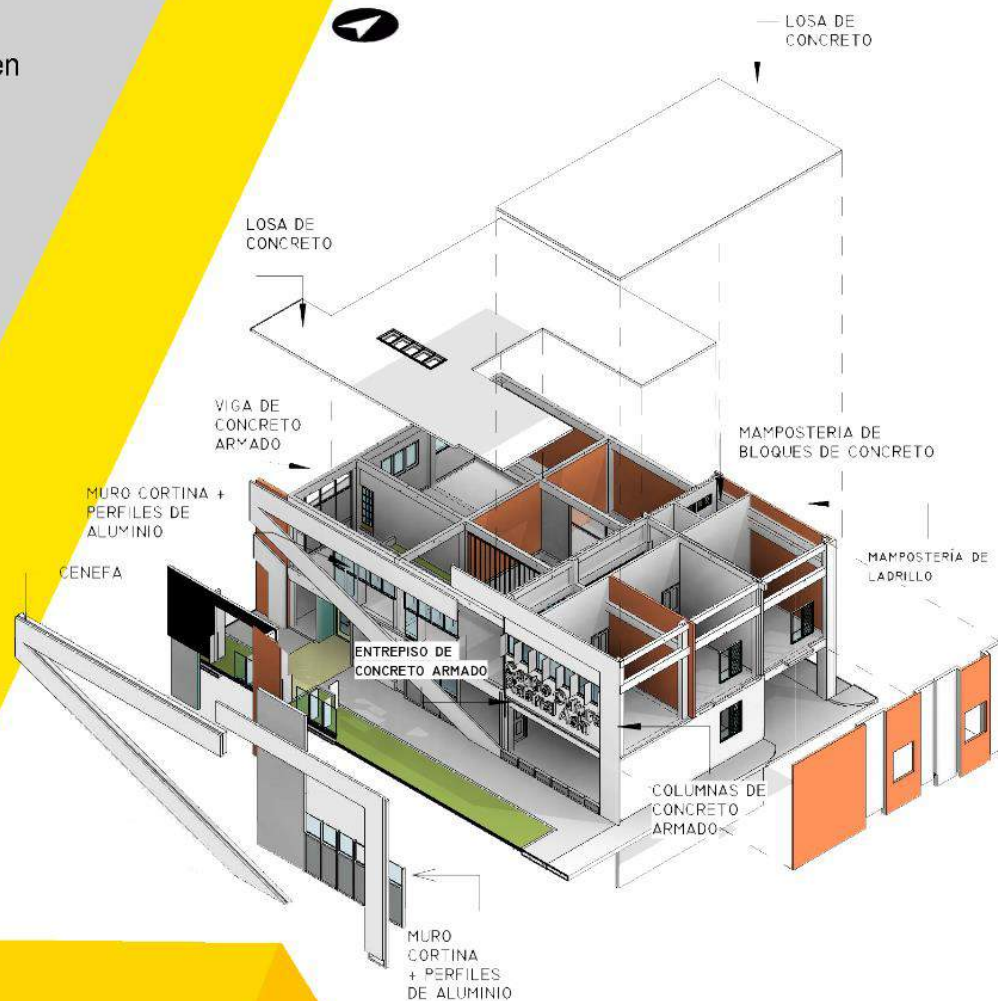 en
LOSA DE
CONCRETO
LOSA DE
CONCRETO
VIGA DE
CONCRETO
ARMADO
MAMPOSTERIA DE
BLOQUES DE CONCRETO
MURO CORTINA +
PERFILES DE
ALUMINIO
MAMPOSTERÍA DE
LADRILLO
CENEFA
ENTREPISO DE
CONCRETO ARMADO
COLUMNAS DE
CONCRETO
ARMADO
MURO
CORTINA
+ PERFILES
DE ALUMINIO